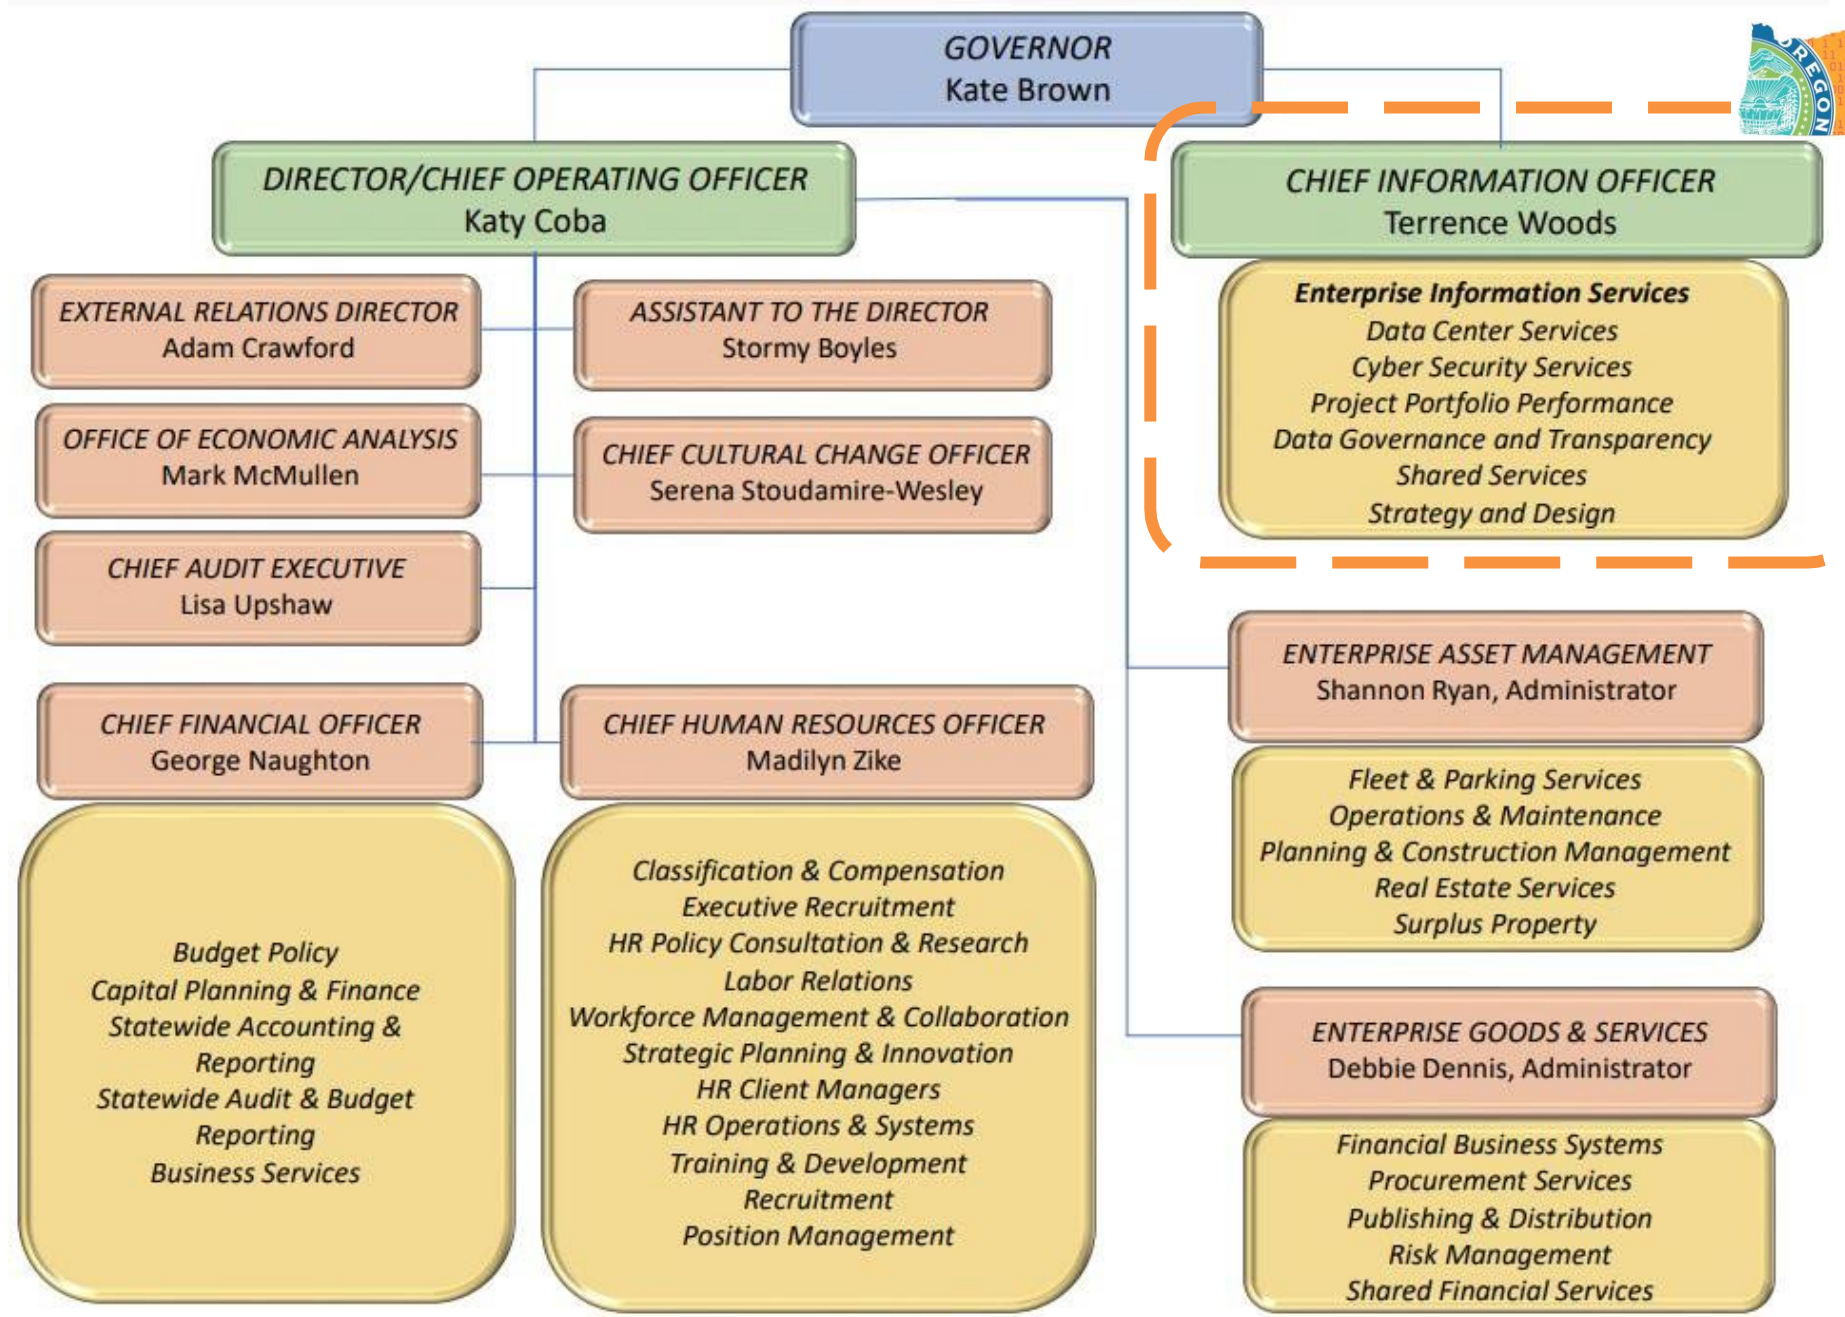 GOVERNOR
Kate Brown
OREGON
DIRECTOR/CHIEF OPERATING OFFICER
Katy Coba
CHIEF INFORMATION OFFICER
Terrence Woods
Enterprise Information Services
Data Center Services
Cyber Security Services
Project Portfolio Performance
Data Governance and Transparency
Shared Services
Strategy and Design
EXTERNAL RELATIONS DIRECTOR
Adam Crawford
ASSISTANT TO THE DIRECTOR
Stormy Boyles
OFFICE OF ECONOMIC ANALYSIS
Mark McMullen
CHIEF CULTURAL CHANGE OFFICER
Serena Stoudamire-Wesley
CHIEF AUDIT EXECUTIVE
Lisa Upshaw
CHIEF FINANCIAL OFFICER
George Naughton
Budget Policy
Capital Planning & Finance
Statewide Accounting &
Reporting
Statewide Audit & Budget
Reporting
Business Services
CHIEF HUMAN RESOURCES OFFICER
Madilyn Zike
Classification & Compensation
Executive Recruitment
HR Policy Consultation & Research
Labor Relations
Workforce Management & Collaboration
Strategic Planning & Innovation
HR Client Managers
HR Operations & Systems
Training & Development
Recruitment
Position Management
ENTERPRISE ASSET MANAGEMENT
Shannon Ryan, Administrator
Fleet & Parking Services
Operations & Maintenance
Planning & Construction Management
Real Estate Services
Surplus Property
ENTERPRISE GOODS & SERVICES
Debbie Dennis, Administrator
Financial Business Systems
Procurement Services
Publishing & Distribution
Risk Management
Shared Financial Services